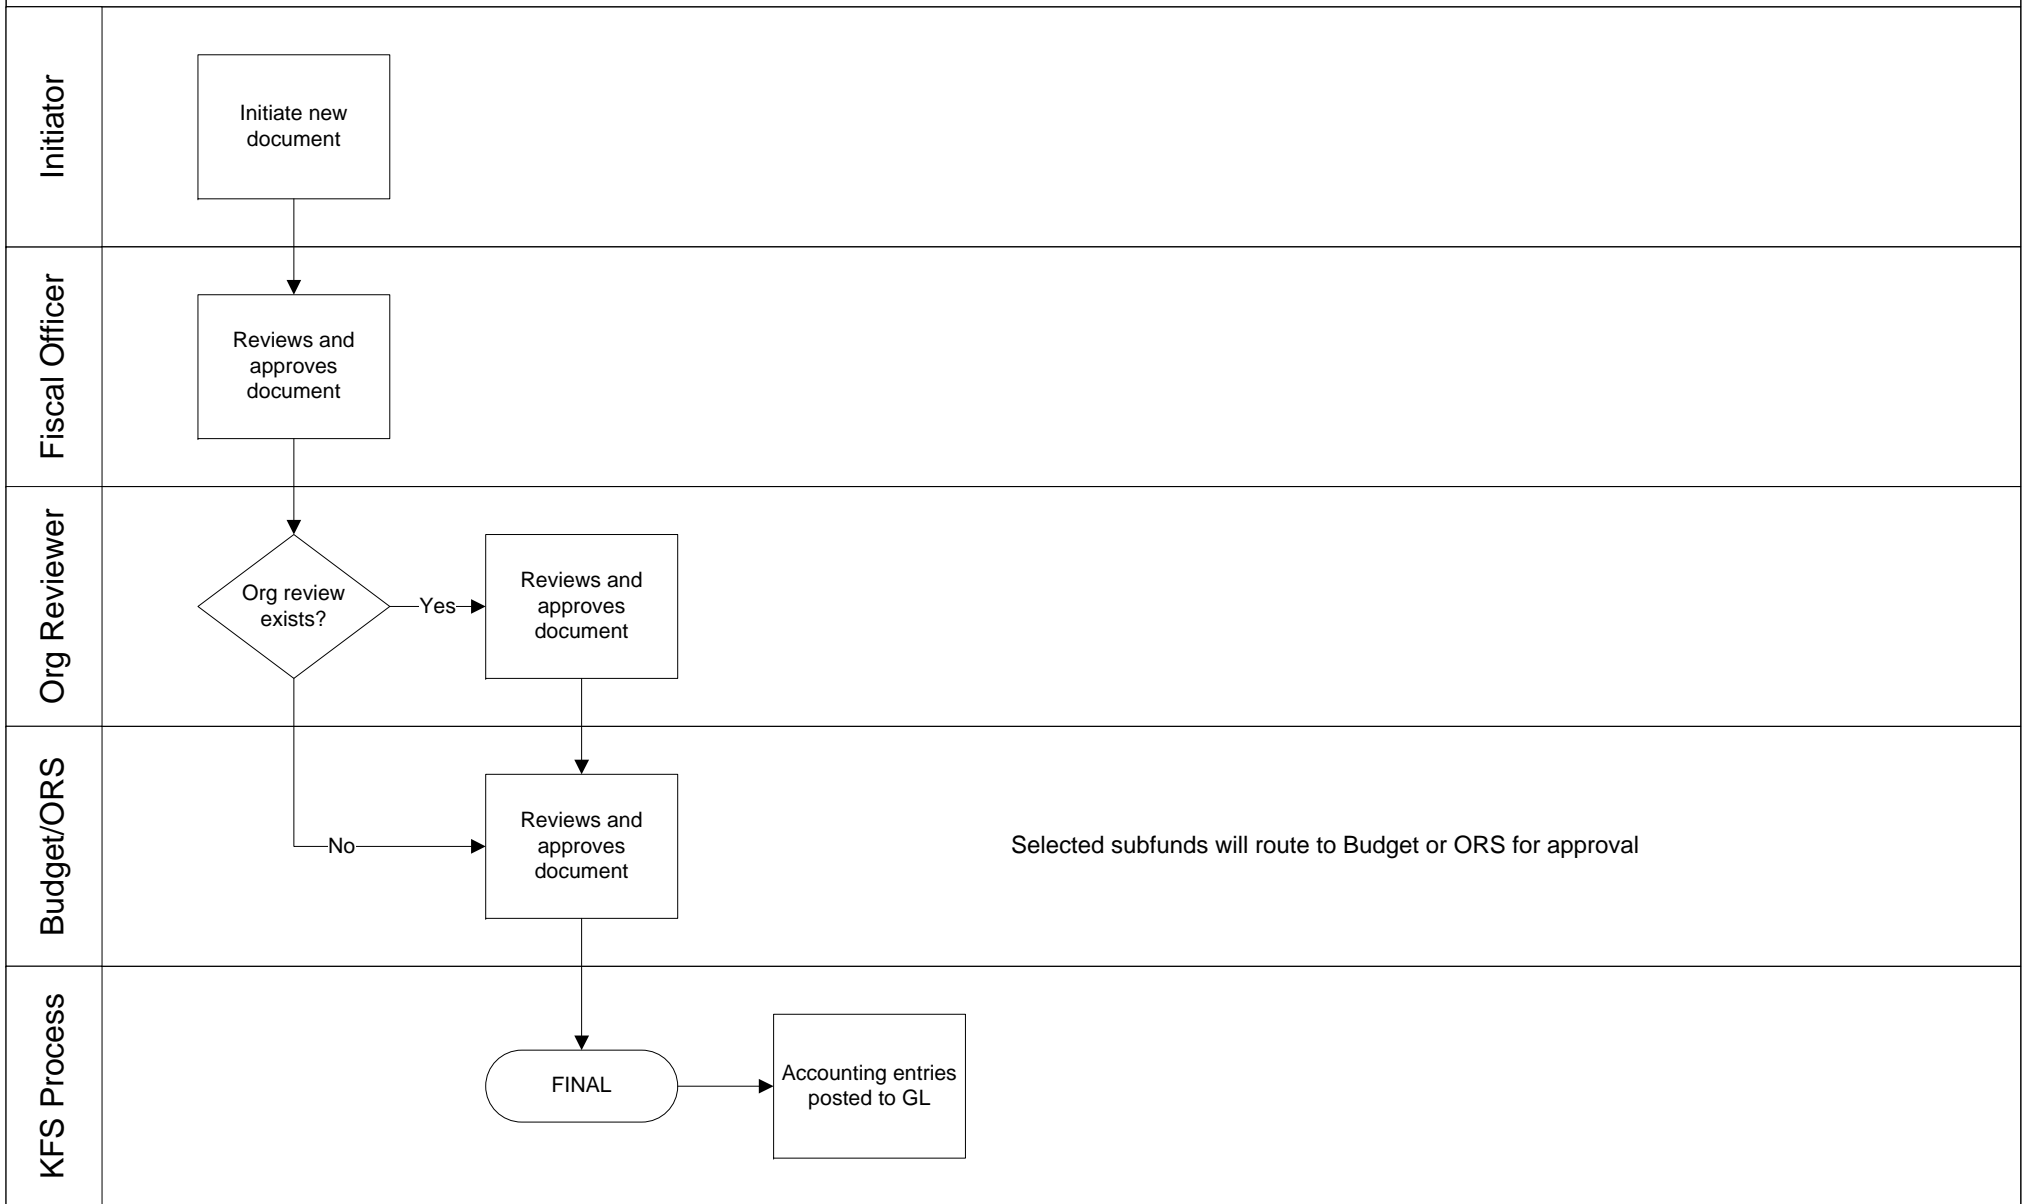 Initiator
Initiate new
document
Fiscal Officer
Reviews and
approves
document
Org Reviewer
Org review
exists?
Yes
Reviews and
approves
document
Budget/ORS
No
Reviews and
approves
document
Selected subfunds will route to Budget or ORS for approval
KFS Process
FINAL
Accounting entries
posted to GL